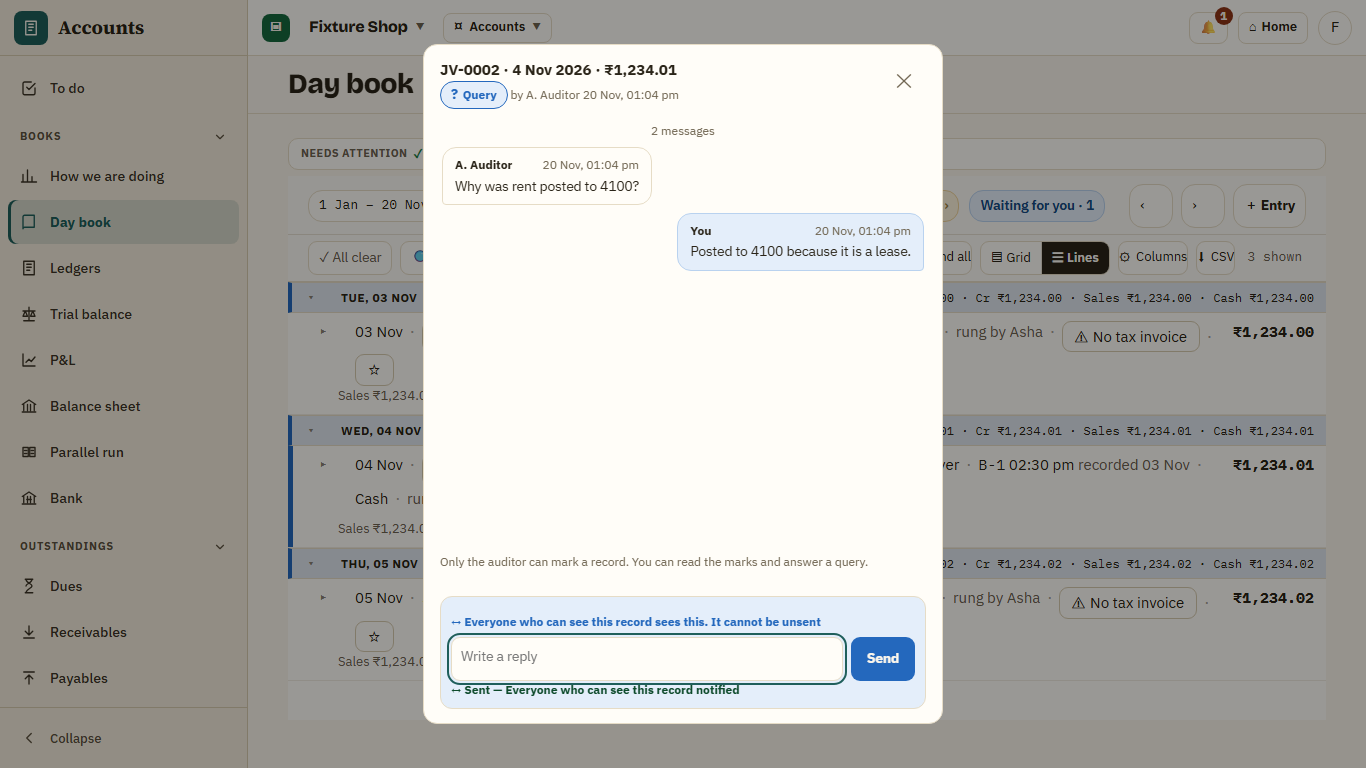 Accounts
Fixture Shop ▼
¤ Accounts ▼
1
⌂ Home
F
To do
BOOKS
How we are doing
Day book
Ledgers
Trial balance
P&L
Balance sheet
Parallel run
Bank
OUTSTANDINGS
Dues
Receivables
Payables
Collapse
Day book
NEEDS ATTENTION ✓
1 Jan – 20 Nov
Waiting for you · 1
‹
›
+ Entry
✓ All clear
nd all
Grid
Lines
Columns
CSV
3 shown
TUE, 03 NOV
00 · Cr ₹1,234.00 · Sales ₹1,234.00 · Cash ₹1,234.00
03 Nov ·
· rung by Asha ·
⚠ No tax invoice
·
₹1,234.00
☆
Sales ₹1,234.0
WED, 04 NOV
01 · Cr ₹1,234.01 · Sales ₹1,234.01 · Cash ₹1,234.01
04 Nov ·
ver · B-1 02:30 pm recorded 03 Nov ·
₹1,234.01
Cash · ru
Sales ₹1,234.0
THU, 05 NOV
02 · Cr ₹1,234.02 · Sales ₹1,234.02 · Cash ₹1,234.02
05 Nov ·
rung by Asha ·
⚠ No tax invoice
·
₹1,234.02
☆
Sales ₹1,234.0
JV-0002 · 4 Nov 2026 · ₹1,234.01
? Query by A. Auditor 20 Nov, 01:04 pm
2 messages
A. Auditor 20 Nov, 01:04 pm
Why was rent posted to 4100?
You 20 Nov, 01:04 pm
Posted to 4100 because it is a lease.
Only the auditor can mark a record. You can read the marks and answer a query.
↔ Everyone who can see this record sees this. It cannot be unsent
Write a reply
Send
↔ Sent — Everyone who can see this record notified